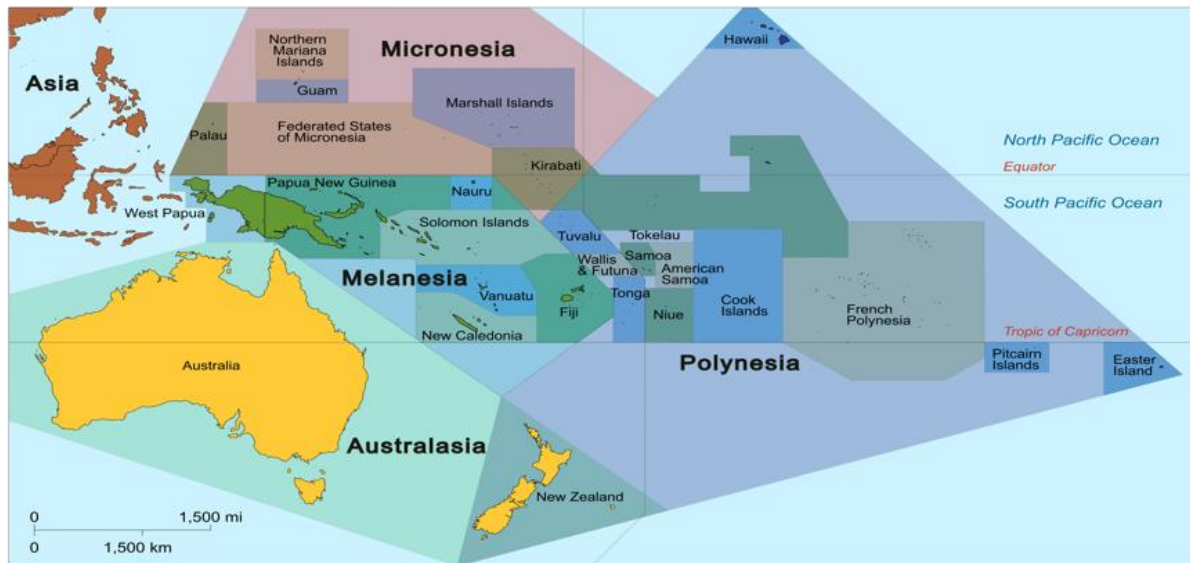 Hawaii
Northern
Mariana
Islands
Micronesia
Asia
Guam
Marshall Islands
Palau
Federated States
of Micronesia
North Pacific Ocean
Kirabati
Equator
Papua New Guinea
Nauru
South Pacific Ocean
West Papua
Solomon Islands
Tuvalu
Tokelau
Wallis
& Futuna
Samoa
American
Samoa
Melanesia
Vanuatu
Fiji
Tonga
Niue
Cook
Islands
French
Polynesia
New Caledonia
Tropic of Capricorn
Australia
Polynesia
Pitcairn
Islands
Easter
Island
Australasia
New Zealand
0 1,500 mi
0 1,500 km